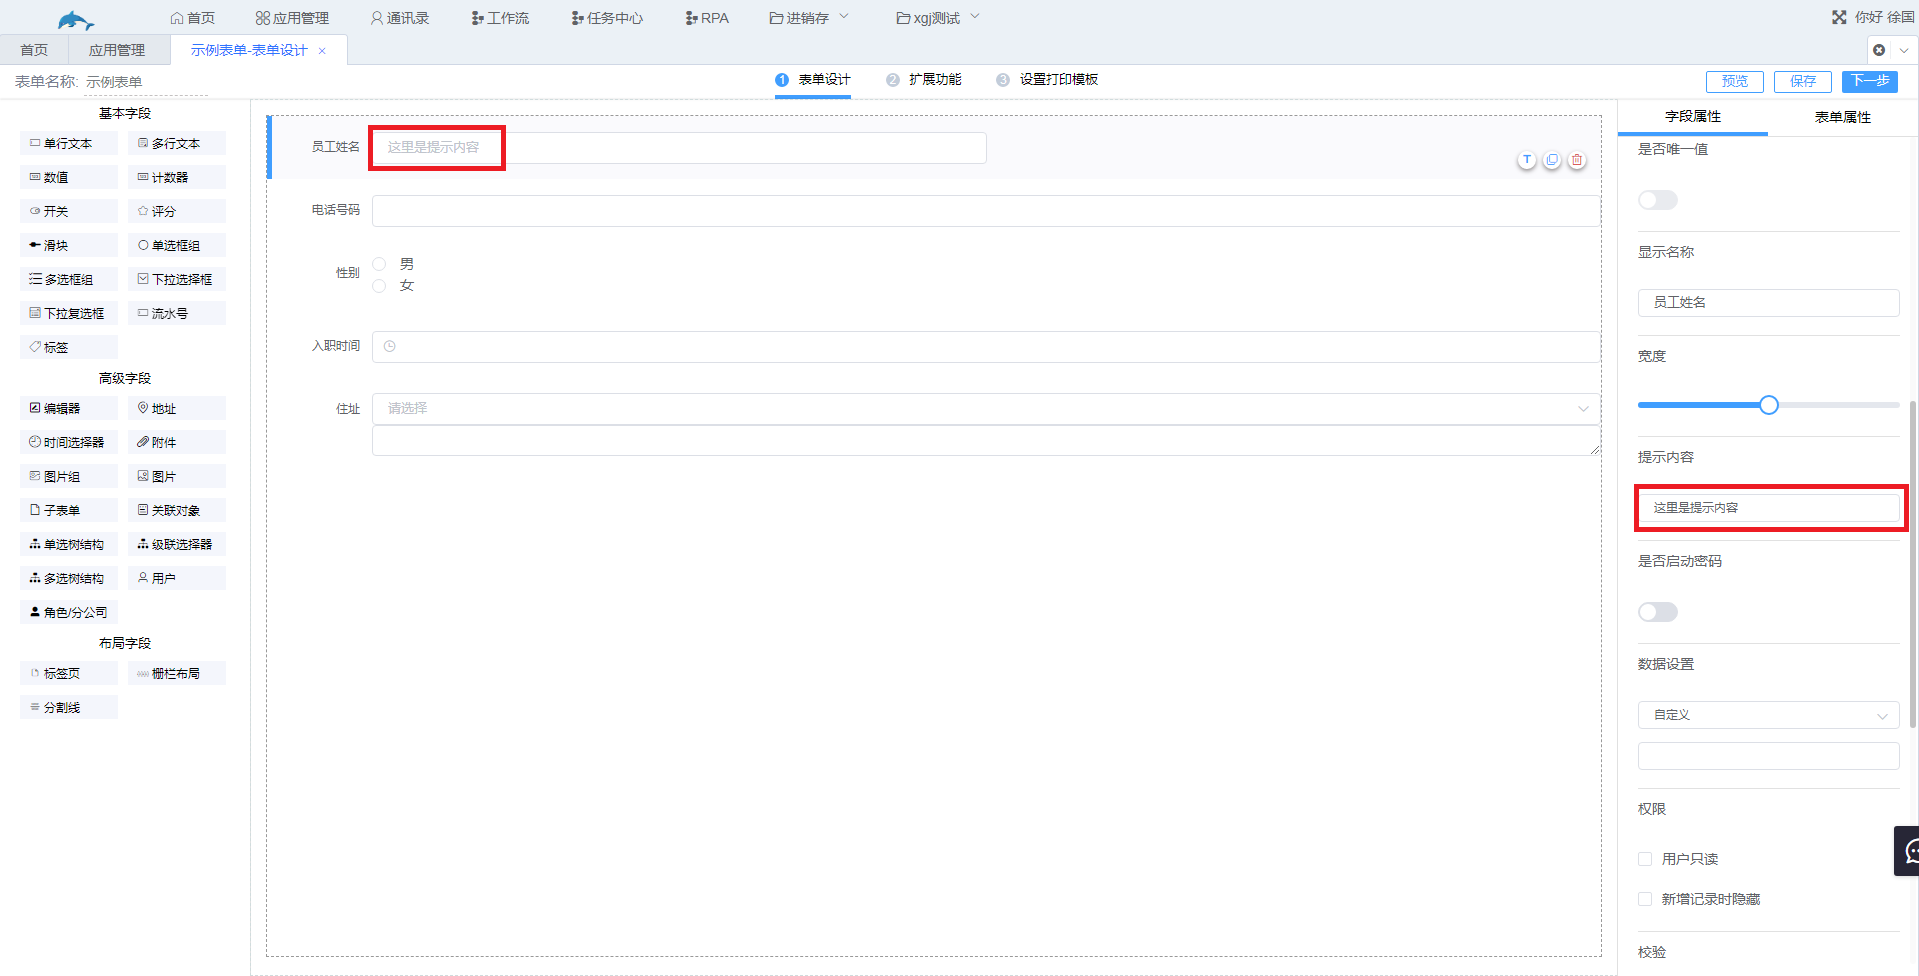 首页
应用管理
通讯录
工作流
任务中心
RPA
进销存
xgj测试
你好 徐国
首页
应用管理
示例表单-表单设计 ×
表单名称: 示例表单
1 表单设计
2 扩展功能
3 设置打印模板
预览
保存
下一步
基本字段
单行文本
多行文本
数值
计数器
开关
评分
滑块
单选框组
多选框组
下拉选择框
下拉复选框
流水号
标签
高级字段
编辑器
地址
时间选择器
附件
图片组
图片
子表单
关联对象
单选树结构
级联选择器
多选树结构
用户
角色/分公司
布局字段
标签页
栅栏布局
分割线
员工姓名
这里是提示内容
T
电话号码
性别
男
女
入职时间
住址
请选择
字段属性
表单属性
是否唯一值
显示名称
员工姓名
宽度
提示内容
这里是提示内容
是否启动密码
数据设置
自定义
权限
用户只读
新增记录时隐藏
校验